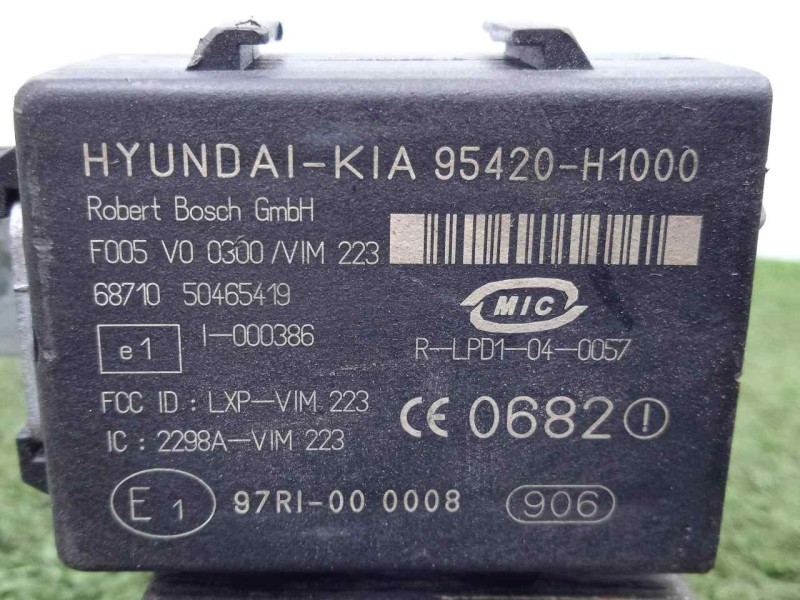 HYUNDAI-KIA 95420-H1000
Robert Bosch GmbH
F005 V0 0300/VIM 223
68710 50465419
MIC
e1 I-000386
R-LPD1-04-0057
FCC ID : LXP-VIM 223
IC : 2298A-VIM 223
CE 0682 !
E1 97RI-00 0008 906